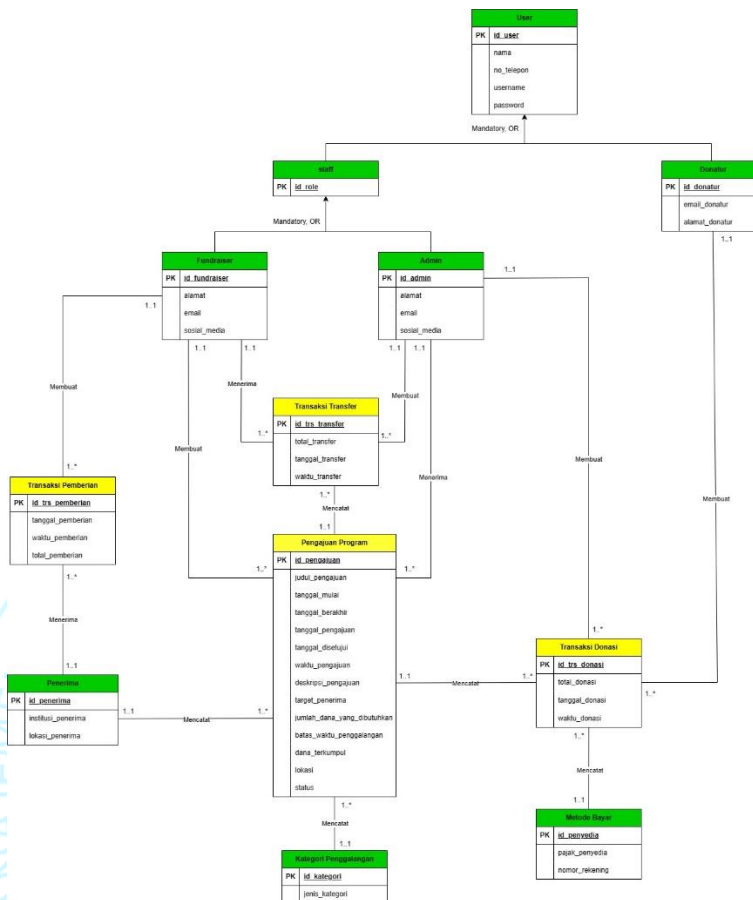 User
PK id_user
nama
no_telepon
username
password
Mandatory, OR
staff
PK id_role
Donatur
PK id_donatur
email_donatur
alamat_donatur
1..1
Mandatory, OR
Fundraiser
PK id_fundraiser
alamat
email
sosial_media
Admin
PK id_admin
alamat
email
sosial_media
1..1
1..1
1..1
1..1
1..1
1..1
Menerima
Membuat
Membuat
Transaksi Transfer
PK id_trs_transfer
total_transfer
tanggal_transfer
waktu_transfer
1..*
1..*
1..*
Mencatat
1..1
Membuat
Menerima
Membuat
Membuat
1..*
Transaksi Pemberian
PK id_trs_pemberian
tanggal_pemberian
waktu_pemberian
total_pemberian
1..*
Menerima
1..1
Pengajuan Program
PK id_pengajuan
judul_pengajuan
tanggal_mulai
tanggal_berakhir
tanggal_pengajuan
tanggal_disetujui
waktu_pengajuan
deskripsi_pengajuan
target_penerima
jumlah_dana_yang_dibutuhkan
batas_waktu_penggalangan
dana_terkumpul
lokasi
status
1..*
1..*
1..*
Transaksi Donasi
PK id_trs_donasi
total_donasi
tanggal_donasi
waktu_donasi
1..1
Mencatat
1..*
1..*
1..*
Mencatat
1..1
Penerima
PK id_penerima
institusi_penerima
lokasi_penerima
1..1
Mencatat
1..*
Metode Bayar
PK id_penyedia
pajak_penyedia
nomor_rekening
1..*
Mencatat
1..1
Kategori Penggalangan
PK id_kategori
jenis_kategori